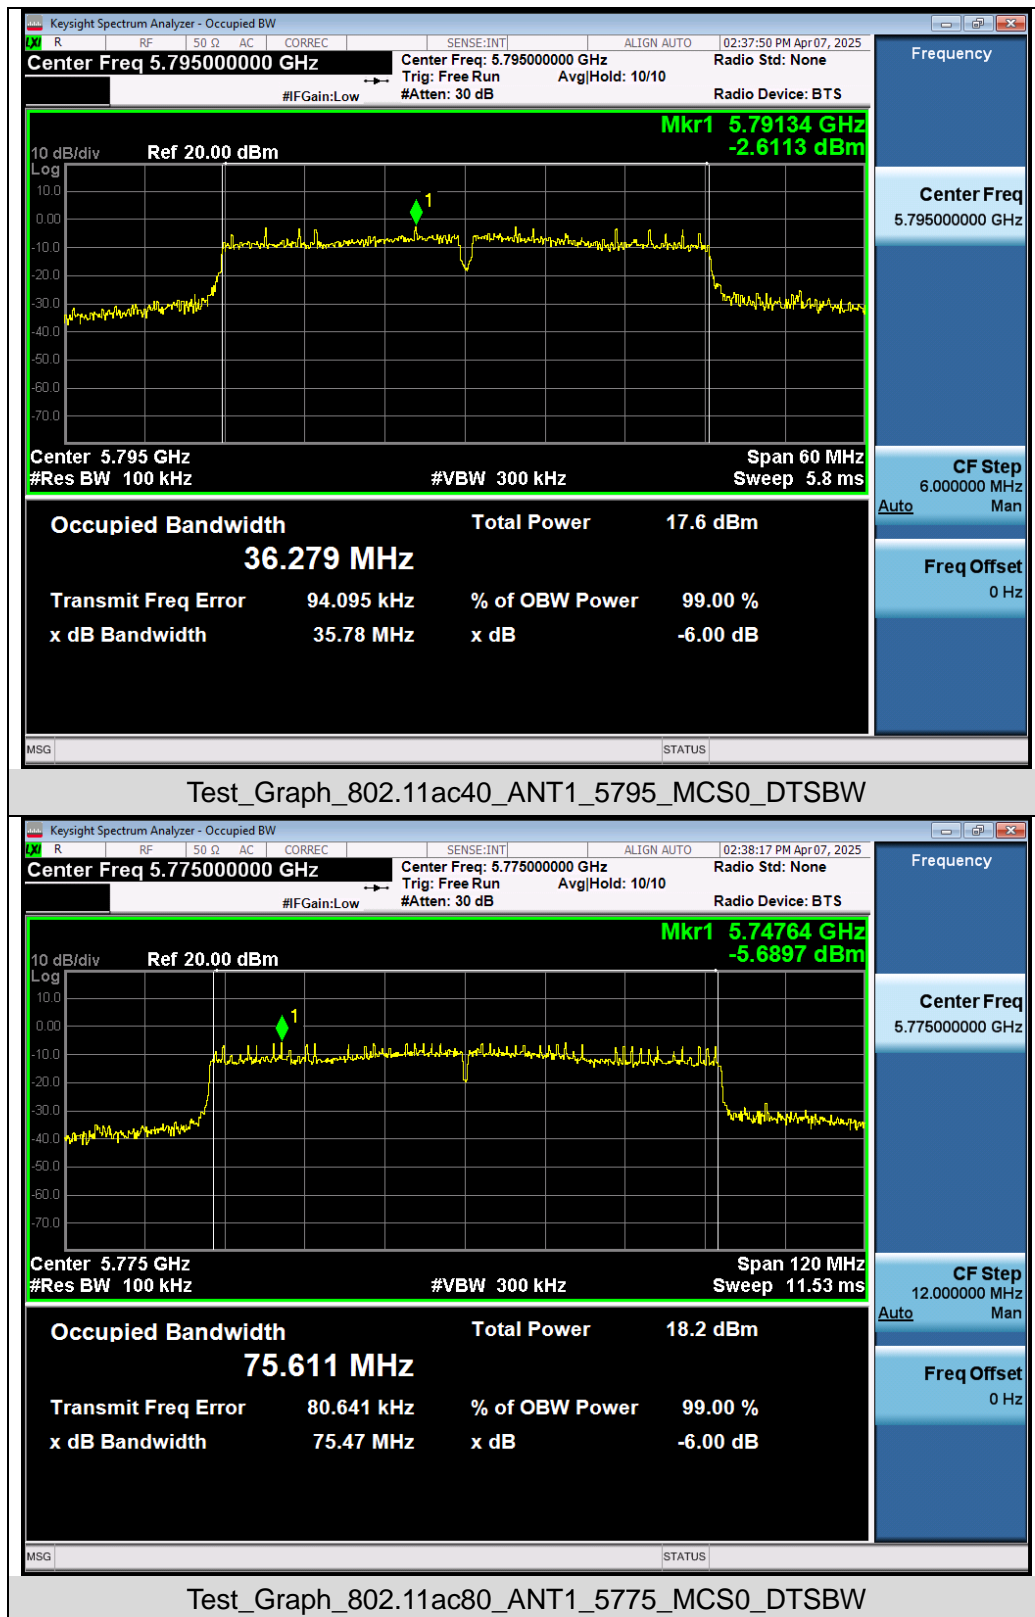 Keysight Spectrum Analyzer - Occupied BW
LXI R RF 50 Ω AC CORREC SENSE:INT ALIGN AUTO 02:37:50 PM Apr 07, 2025
Center Freq 5.795000000 GHz
Center Freq: 5.795000000 GHz Radio Std: None
Trig: Free Run Avg|Hold: 10/10
#IFGain:Low #Atten: 30 dB Radio Device: BTS
Mkr1 5.79134 GHz
-2.6113 dBm
10 dB/div Ref 20.00 dBm
Log
10.0
0.00
-10.0
-20.0
-30.0
-40.0
-50.0
-60.0
-70.0
1
Center 5.795 GHz Span 60 MHz
#Res BW 100 kHz #VBW 300 kHz Sweep 5.8 ms
Occupied Bandwidth Total Power 17.6 dBm
36.279 MHz
Transmit Freq Error 94.095 kHz % of OBW Power 99.00 %
x dB Bandwidth 35.78 MHz x dB -6.00 dB
Frequency
Center Freq
5.795000000 GHz
CF Step
6.000000 MHz
Auto Man
Freq Offset
0 Hz
MSG STATUS
Test_Graph_802.11ac40_ANT1_5795_MCS0_DTSBW
Keysight Spectrum Analyzer - Occupied BW
LXI R RF 50 Ω AC CORREC SENSE:INT ALIGN AUTO 02:38:17 PM Apr 07, 2025
Center Freq 5.775000000 GHz
Center Freq: 5.775000000 GHz Radio Std: None
Trig: Free Run Avg|Hold: 10/10
#IFGain:Low #Atten: 30 dB Radio Device: BTS
Mkr1 5.74764 GHz
-5.6897 dBm
10 dB/div Ref 20.00 dBm
Log
10.0
0.00
-10.0
-20.0
-30.0
-40.0
-50.0
-60.0
-70.0
1
Center 5.775 GHz Span 120 MHz
#Res BW 100 kHz #VBW 300 kHz Sweep 11.53 ms
Occupied Bandwidth Total Power 18.2 dBm
75.611 MHz
Transmit Freq Error 80.641 kHz % of OBW Power 99.00 %
x dB Bandwidth 75.47 MHz x dB -6.00 dB
Frequency
Center Freq
5.775000000 GHz
CF Step
12.000000 MHz
Auto Man
Freq Offset
0 Hz
MSG STATUS
Test_Graph_802.11ac80_ANT1_5775_MCS0_DTSBW